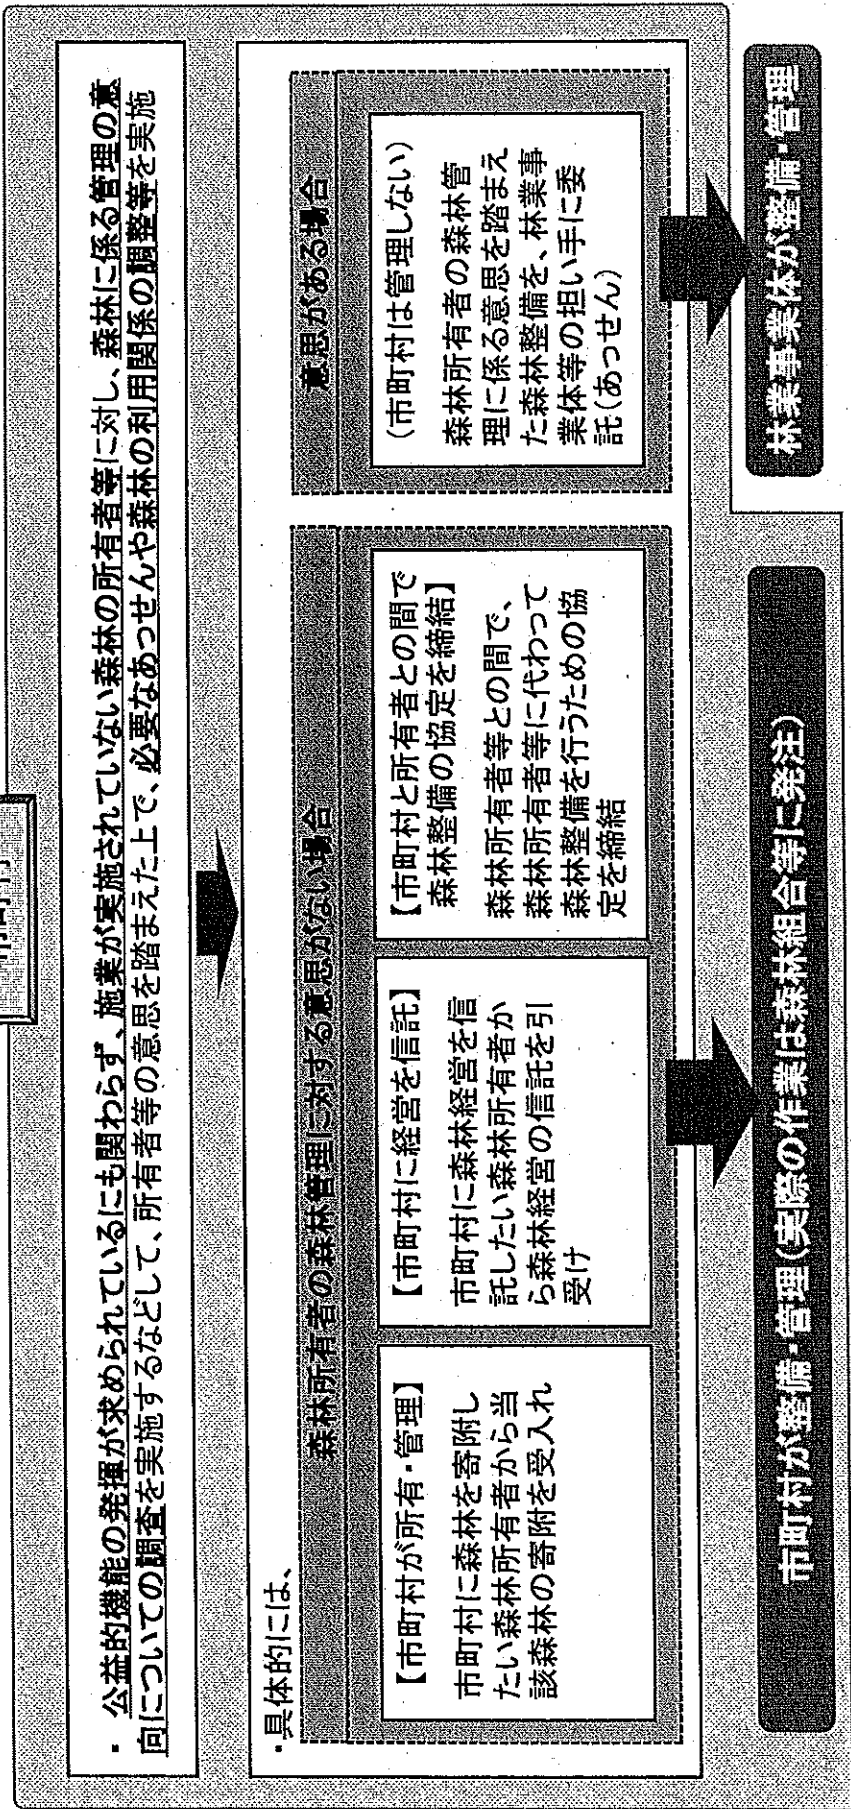 市町村
・ 公益的機能の発揮が求められているにも関わらず、施業が実施されていない森林の所有者等に対し、森林に係る管理の意
向についての調査を実施するなどして、所有者等の意思を踏まえた上で、必要なあっせんや森林の利用関係の調整等を実施
・具体的には、
森林所有者の森林管理に対する意思がない場合
【市町村が所有・管理】
市町村に森林を寄附し
たい森林所有者から当
該森林の寄附を受入れ
【市町村に経営を信託】
市町村に森林経営を信
託したい森林所有者か
ら森林経営の信託を引
受け
【市町村と所有者との間で
森林整備の協定を締結】
森林所有者等との間で、
森林所有者等に代わって
森林整備を行うための協
定を締結
意思がある場合
(市町村は管理しない)
森林所有者の森林管
理に係る意思を踏まえ
た森林整備を、林業事
業体等の担い手に委
託(あっせん)
市町村が整備・管理(実際の作業は森林組合等に発注)
林業事業体が整備・管理